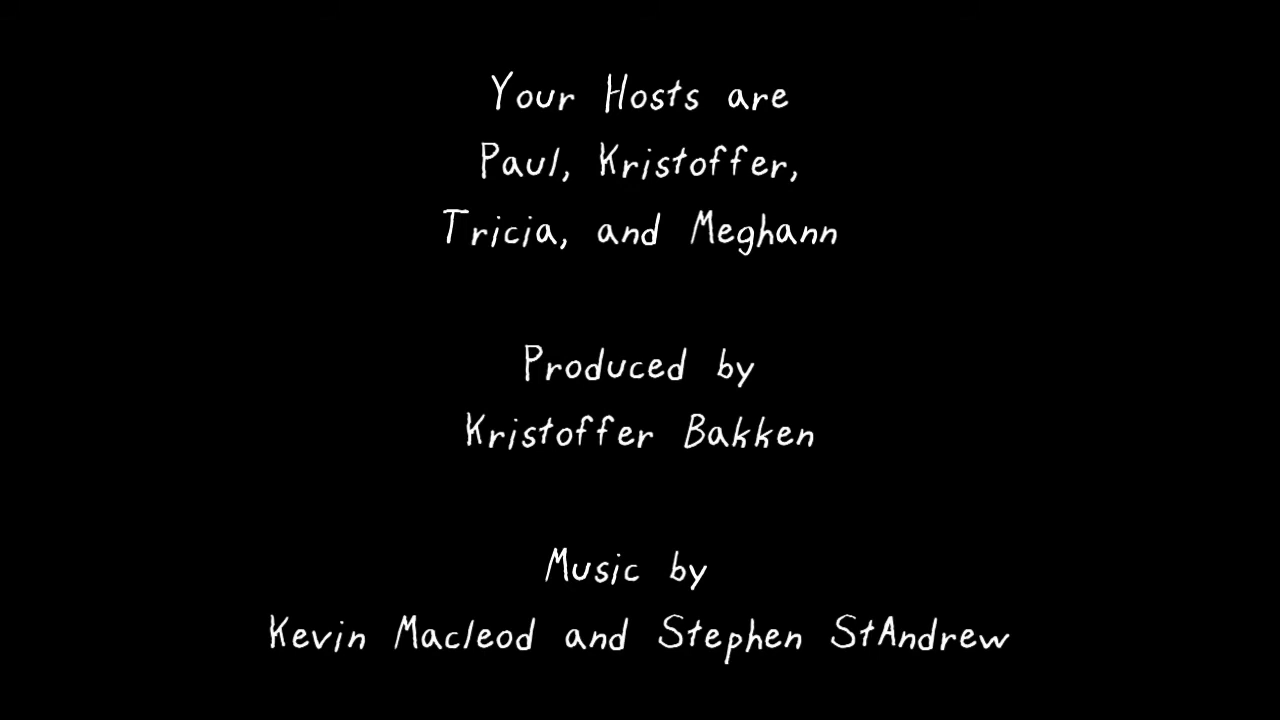 Your Hosts are
Paul, Kristoffer,
Tricia, and Meghann
Produced by
Kristoffer Bakken
Music by
Kevin Macleod and Stephen StAndrew